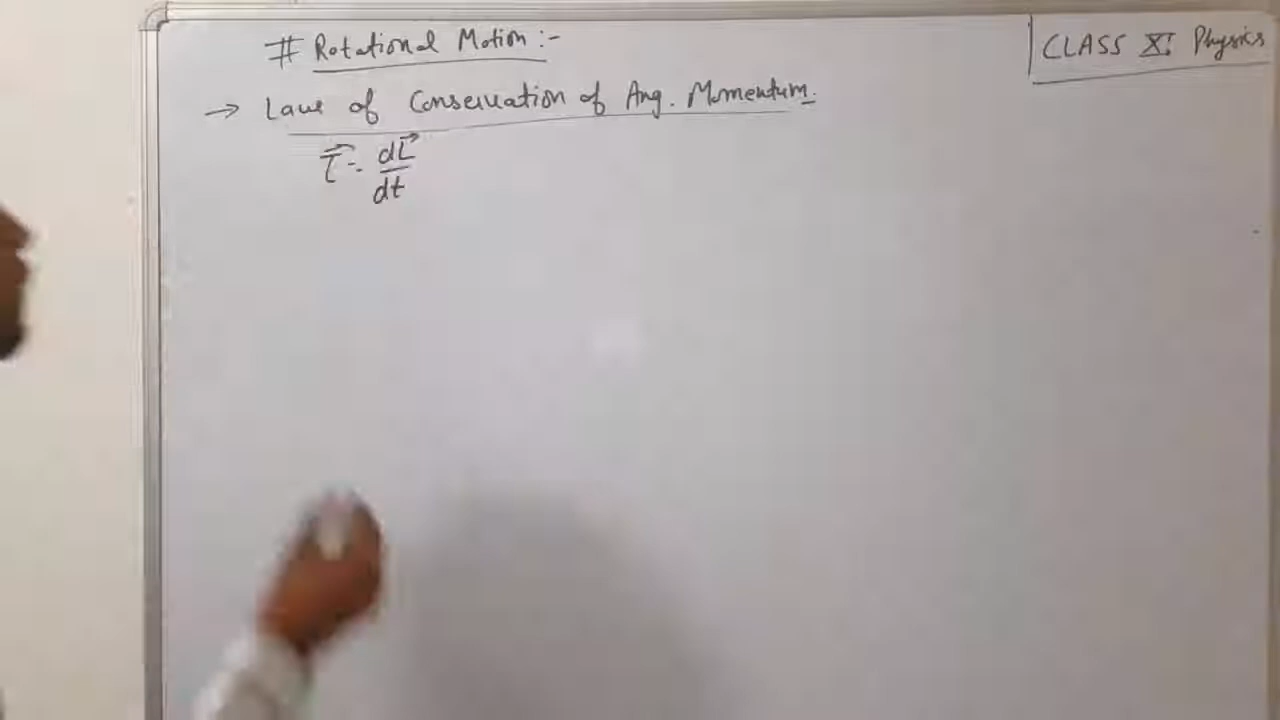 # Rotational Motion :-
CLASS XI Physics
→ Law of Conservation of Ang. Momentum.
τ⃗ = dL⃗/dt